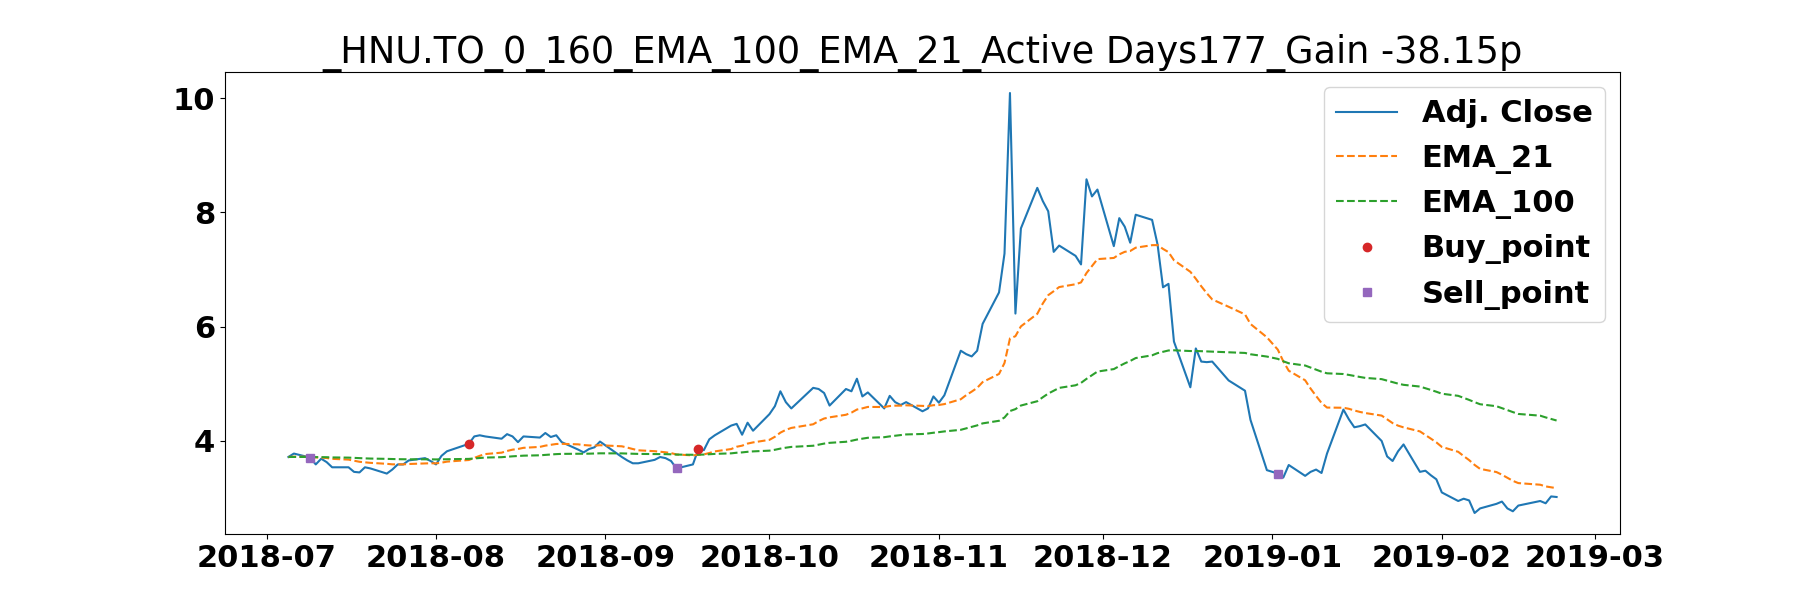 _HNU.TO_0_160_EMA_100_EMA_21_Active Days177_Gain -38.15p
10
8
6
4
Adj. Close
EMA_21
EMA_100
Buy_point
Sell_point
2018-07 2018-08 2018-09 2018-10 2018-11 2018-12 2019-01 2019-02 2019-03